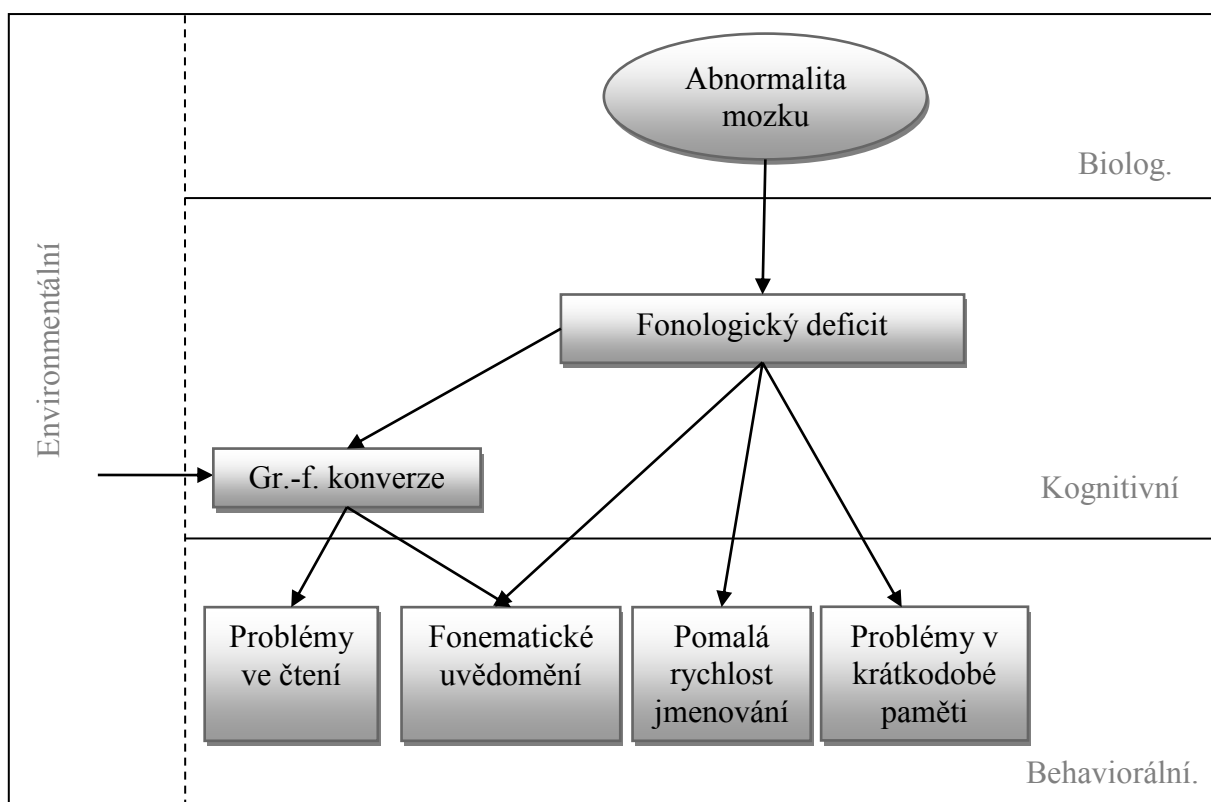 Abnormalita
mozku
Biolog.
Environmentální
Fonologický deficit
Gr.-f. konverze
Kognitivní
Problémy
ve čtení
Fonematické
uvědomění
Pomalá
rychlost
jmenování
Problémy v
krátkodobé
paměti
Behaviorální.